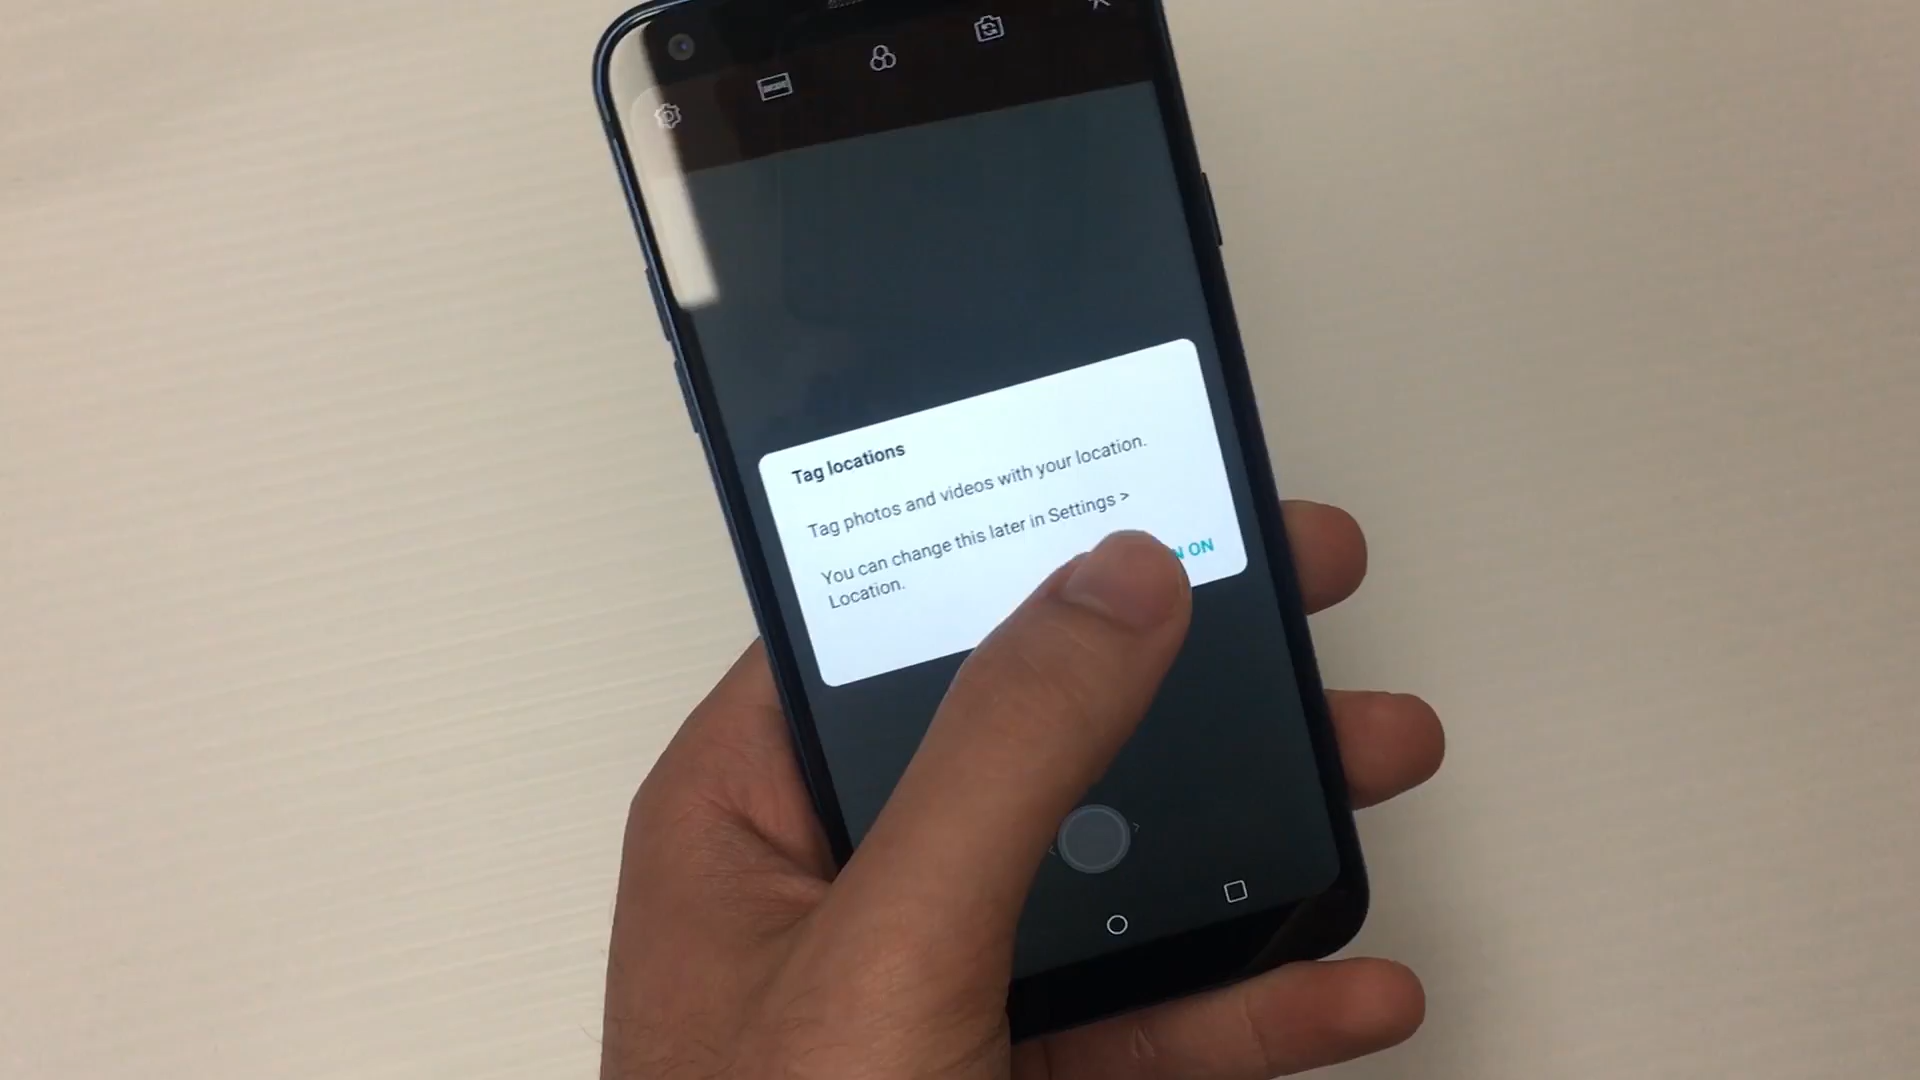 Tag locations
Tag photos and videos with your location.
You can change this later in Settings >
Location.
ON